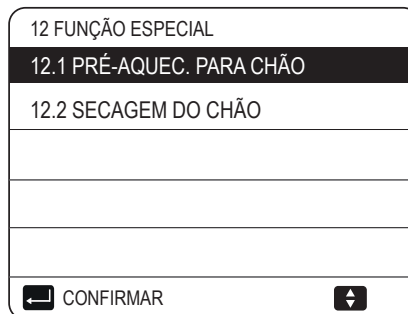 12 FUNÇÃO ESPECIAL
12.1 PRÉ-AQUEC. PARA CHÃO
12.2 SECAGEM DO CHÃO
CONFIRMAR